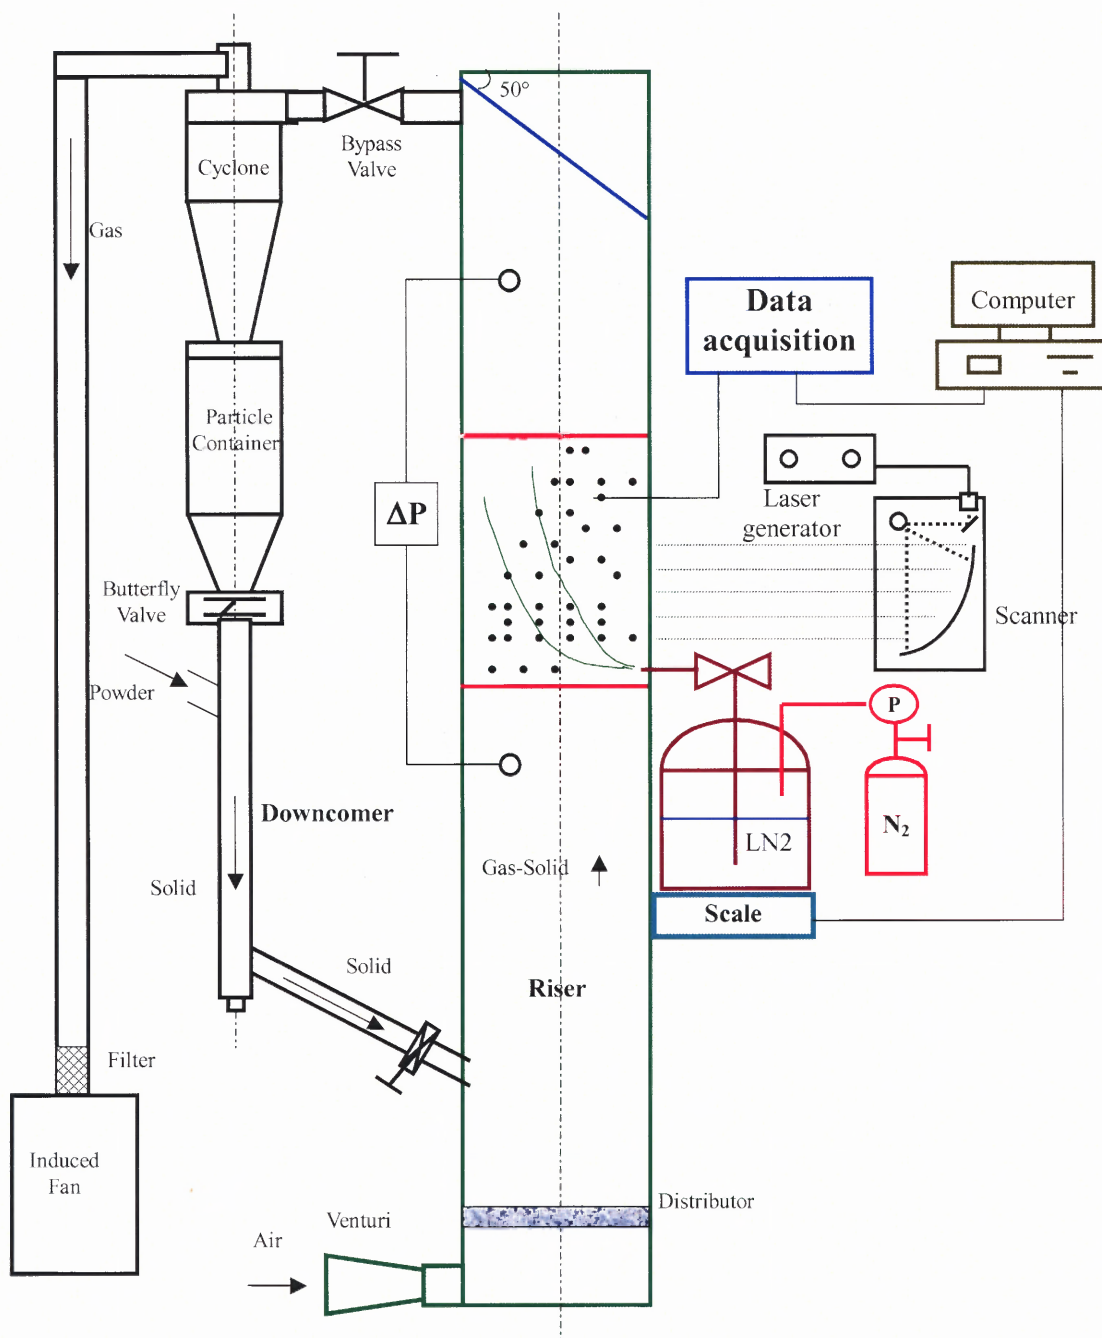 50°
Bypass
Valve
Cyclone
Gas
Data
acquisition
Computer
Particle
Container
ΔP
Laser
generator
Butterfly
Valve
Scanner
Powder
P
Downcomer
N2
LN2
Gas-Solid
Solid
Scale
Solid
Riser
Filter
Induced
Fan
Distributor
Venturi
Air